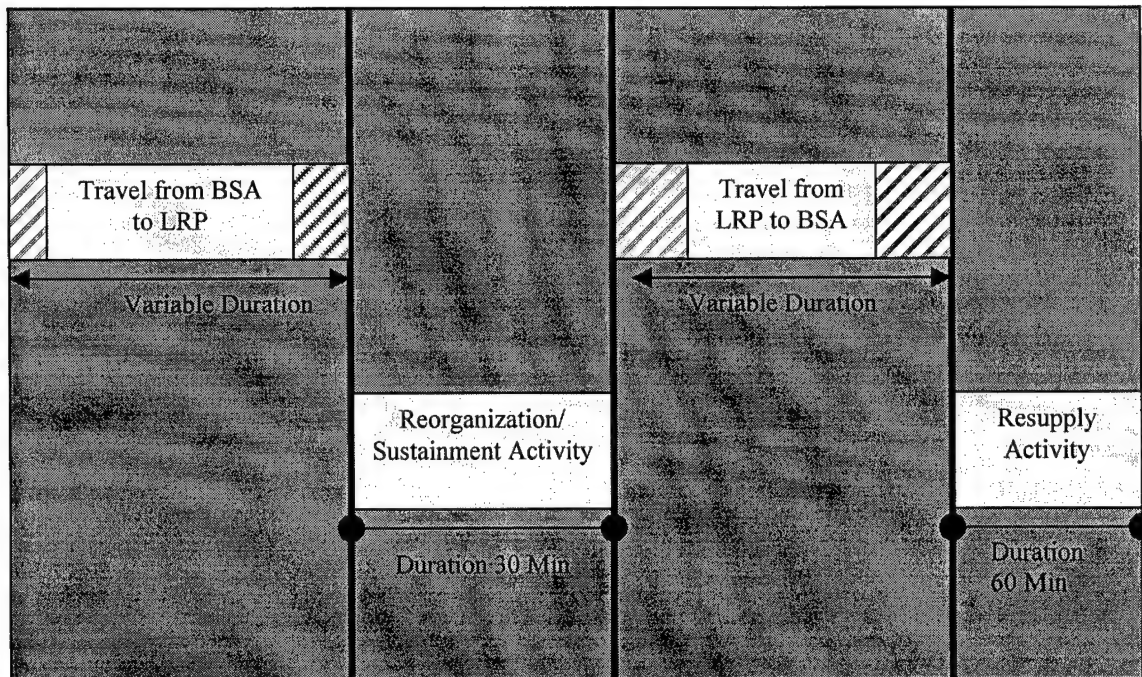 Travel from BSA
to LRP
Variable Duration
Reorganization/
Sustainment Activity
Duration 30 Min
Travel from
LRP to BSA
Variable Duration
Resupply
Activity
Duration
60 Min